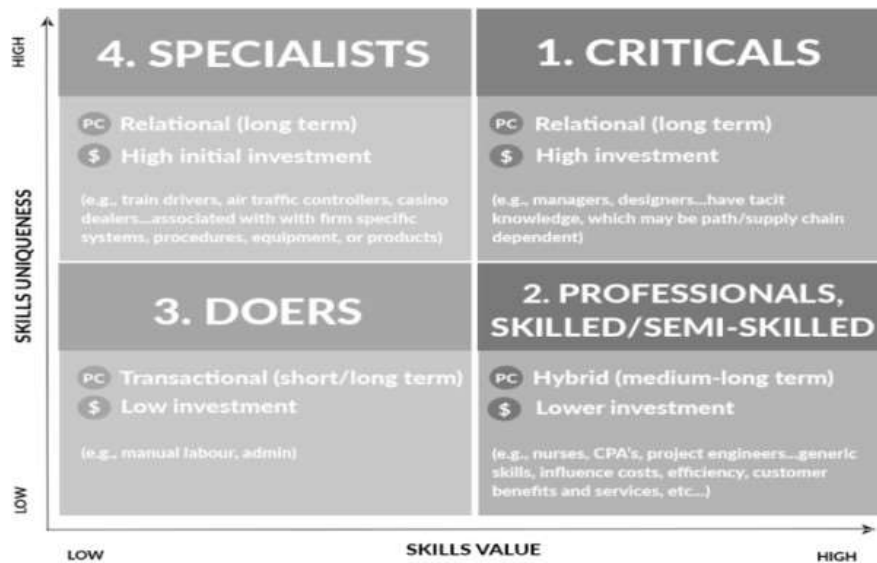 HIGH
SKILLS UNIQUENESS
LOW
4. SPECIALISTS
PC Relational (long term)
$ High initial investment
(e.g., train drivers, air traffic controllers, casino
dealers...associated with with firm specific
systems, procedures, equipment, or products)
1. CRITICALS
PC Relational (long term)
$ High investment
(e.g., managers, designers...have tacit
knowledge, which may be path/supply chain
dependent)
3. DOERS
PC Transactional (short/long term)
$ Low investment
(e.g., manual labour, admin)
2. PROFESSIONALS,
SKILLED/SEMI-SKILLED
PC Hybrid (medium-long term)
$ Lower investment
(e.g., nurses, CPA's, project engineers...generic
skills, influence costs, efficiency, customer
benefits and services, etc...)
LOW
SKILLS VALUE
HIGH